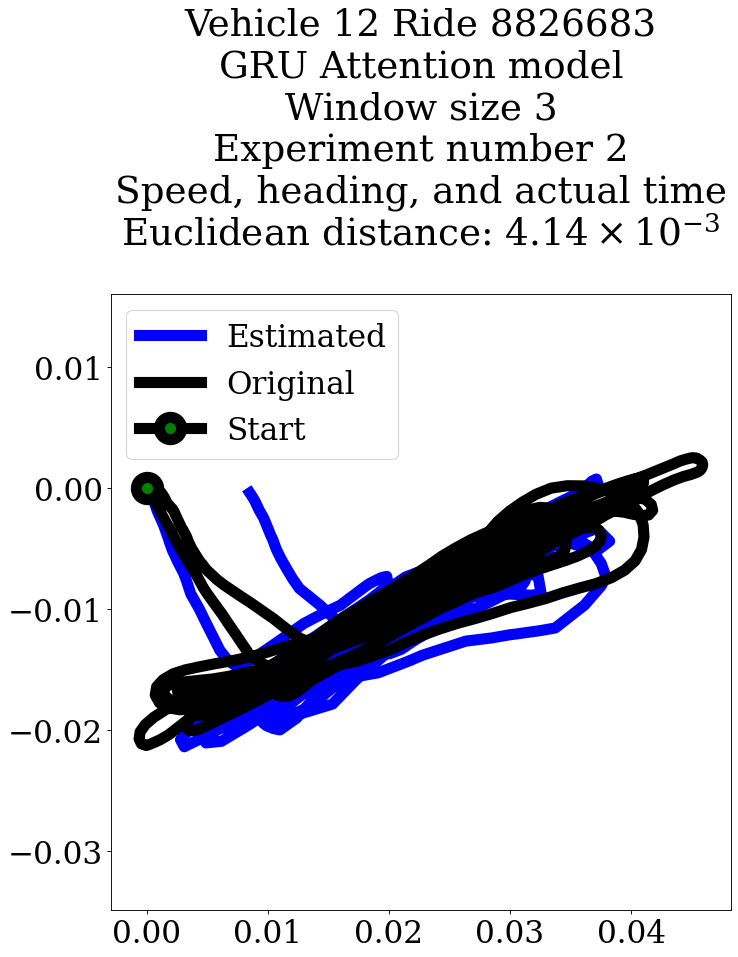 Vehicle 12 Ride 8826683
GRU Attention model
Window size 3
Experiment number 2
Speed, heading, and actual time
Euclidean distance: 4.14 × 10⁻³
Estimated
Original
Start
0.01
0.00
−0.01
−0.02
−0.03
0.00 0.01 0.02 0.03 0.04